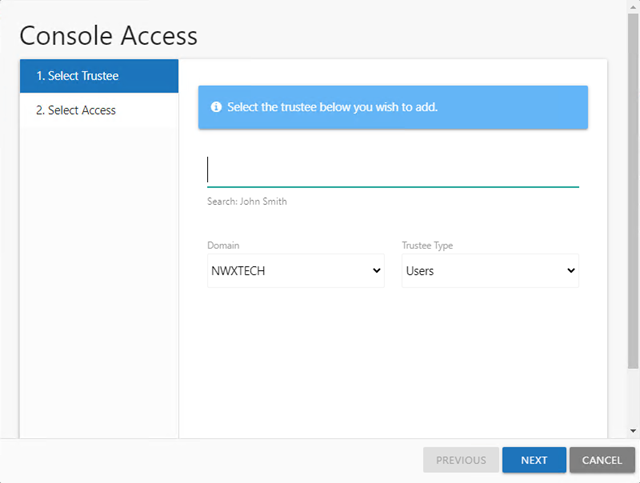 Console Access
1. Select Trustee
2. Select Access
Select the trustee below you wish to add.
Search: John Smith
Domain
Trustee Type
NWXTECH
Users
PREVIOUS
NEXT
CANCEL